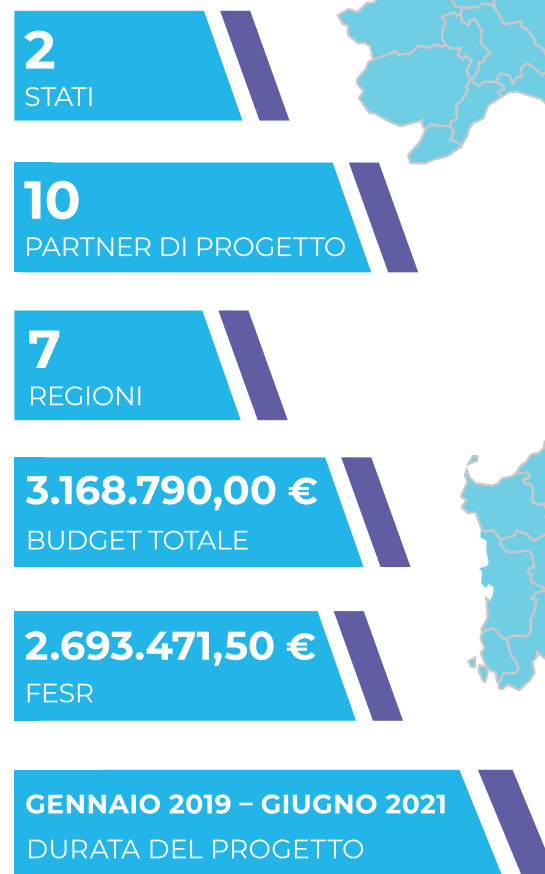 2
STATI
10
PARTNER DI PROGETTO
7
REGIONI
3.168.790,00 €
BUDGET TOTALE
2.693.471,50 €
FESR
GENNAIO 2019 – GIUGNO 2021
DURATA DEL PROGETTO